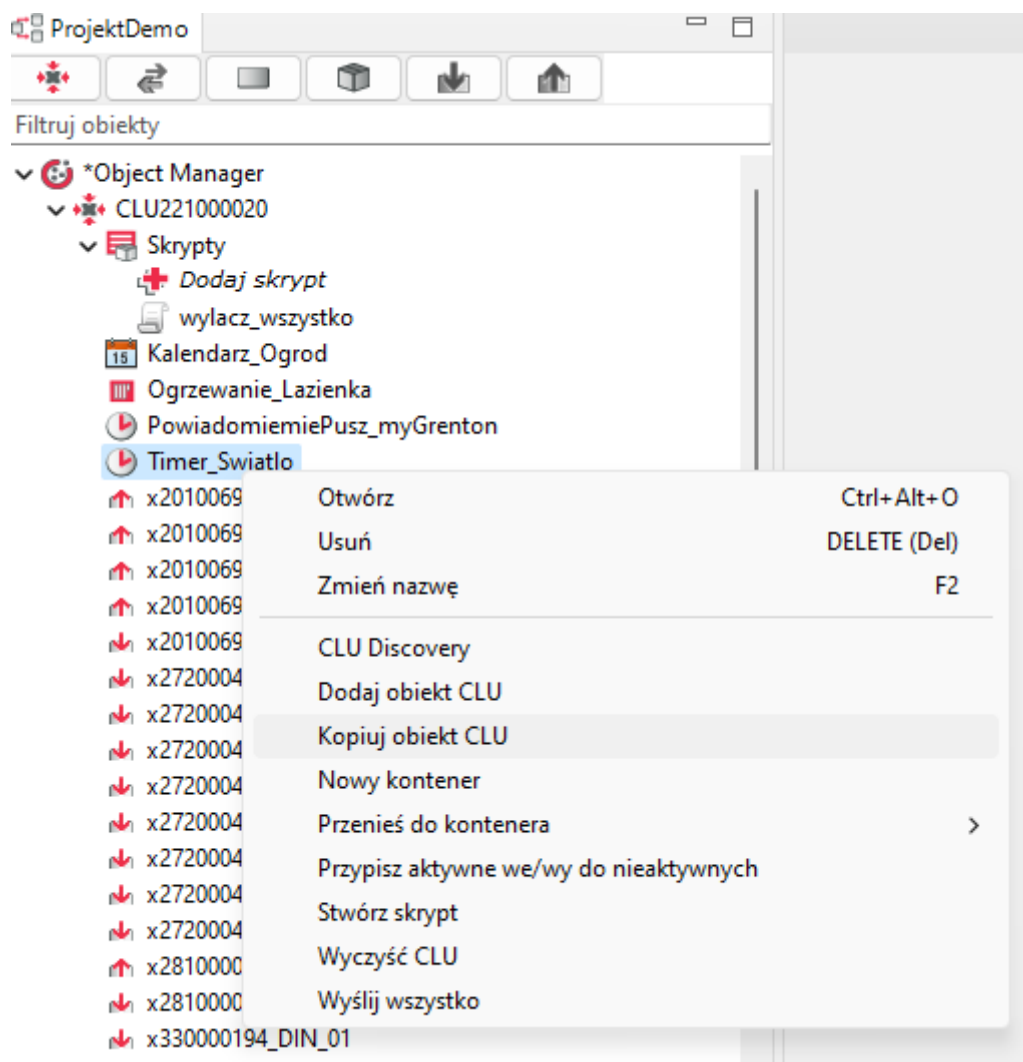 ProjektDemo
Filtruj obiekty
*Object Manager
CLU221000020
Skrypty
Dodaj skrypt
wylacz_wszystko
15 Kalendarz_Ogrod
Ogrzewanie_Lazienka
PowiadomiemiePusz_myGrenton
Timer_Swiatlo
x2010069 Otwórz Ctrl+Alt+O
x2010069 Usuń DELETE (Del)
x2010069 Zmień nazwę F2
x2010069
x2010069 CLU Discovery
x2720004 Dodaj obiekt CLU
x2720004 Kopiuj obiekt CLU
x2720004
x2720004 Nowy kontener
x2720004 Przenieś do kontenera
x2720004 Przypisz aktywne we/wy do nieaktywnych
x2720004 Stwórz skrypt
x2720004
x2810000 Wyczyść CLU
x2810000 Wyślij wszystko
x330000194_DIN_01